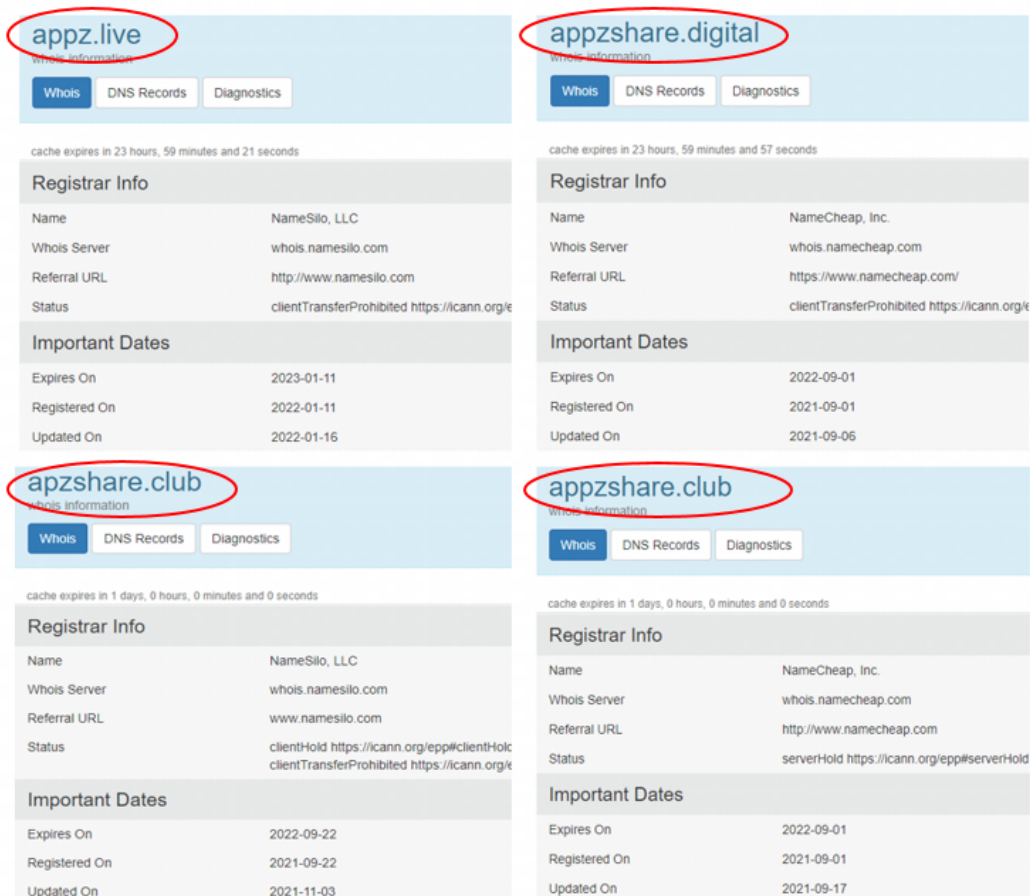 appz.live
whois information
Whois DNS Records Diagnostics
cache expires in 23 hours, 59 minutes and 21 seconds
Registrar Info
Name NameSilo, LLC
Whois Server whois.namesilo.com
Referral URL http://www.namesilo.com
Status clientTransferProhibited https://icann.org/e
Important Dates
Expires On 2023-01-11
Registered On 2022-01-11
Updated On 2022-01-16
appzshare.digital
whois information
Whois DNS Records Diagnostics
cache expires in 23 hours, 59 minutes and 57 seconds
Registrar Info
Name NameCheap, Inc.
Whois Server whois.namecheap.com
Referral URL https://www.namecheap.com/
Status clientTransferProhibited https://icann.org/e
Important Dates
Expires On 2022-09-01
Registered On 2021-09-01
Updated On 2021-09-06
apzshare.club
whois information
Whois DNS Records Diagnostics
cache expires in 1 days, 0 hours, 0 minutes and 0 seconds
Registrar Info
Name NameSilo, LLC
Whois Server whois.namesilo.com
Referral URL www.namesilo.com
Status clientHold https://icann.org/epp#clientHold
clientTransferProhibited https://icann.org/e
Important Dates
Expires On 2022-09-22
Registered On 2021-09-22
Updated On 2021-11-03
appzshare.club
whois information
Whois DNS Records Diagnostics
cache expires in 1 days, 0 hours, 0 minutes and 0 seconds
Registrar Info
Name NameCheap, Inc.
Whois Server whois.namecheap.com
Referral URL http://www.namecheap.com
Status serverHold https://icann.org/epp#serverHold
Important Dates
Expires On 2022-09-01
Registered On 2021-09-01
Updated On 2021-09-17